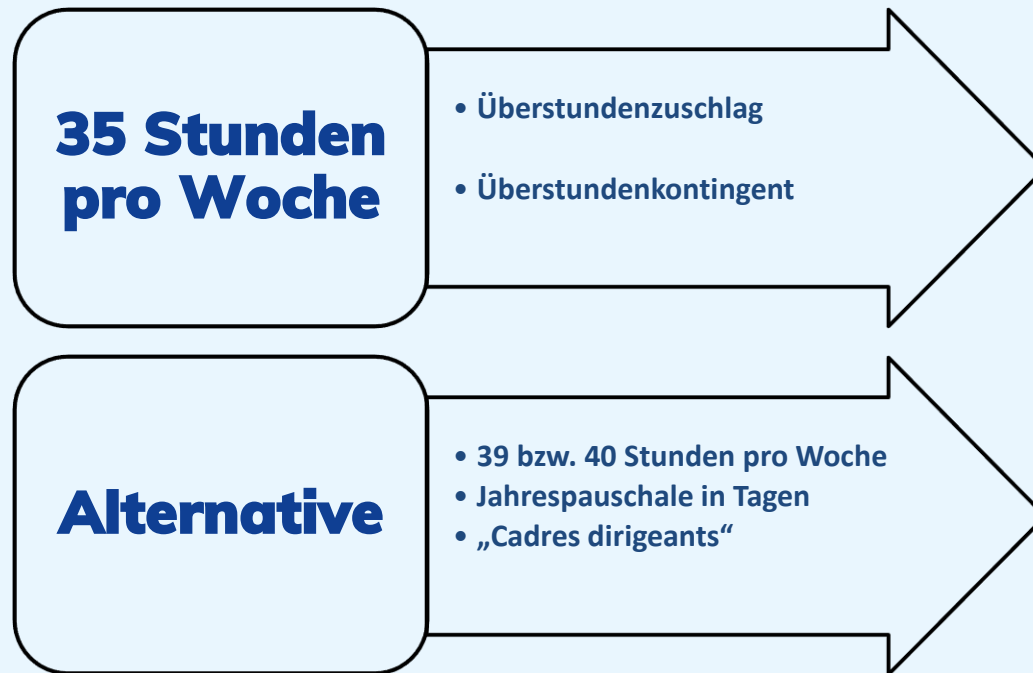 35 Stunden
pro Woche
• Überstundenzuschlag
• Überstundenkontingent
Alternative
• 39 bzw. 40 Stunden pro Woche
• Jahrespauschale in Tagen
• „Cadres dirigeants“